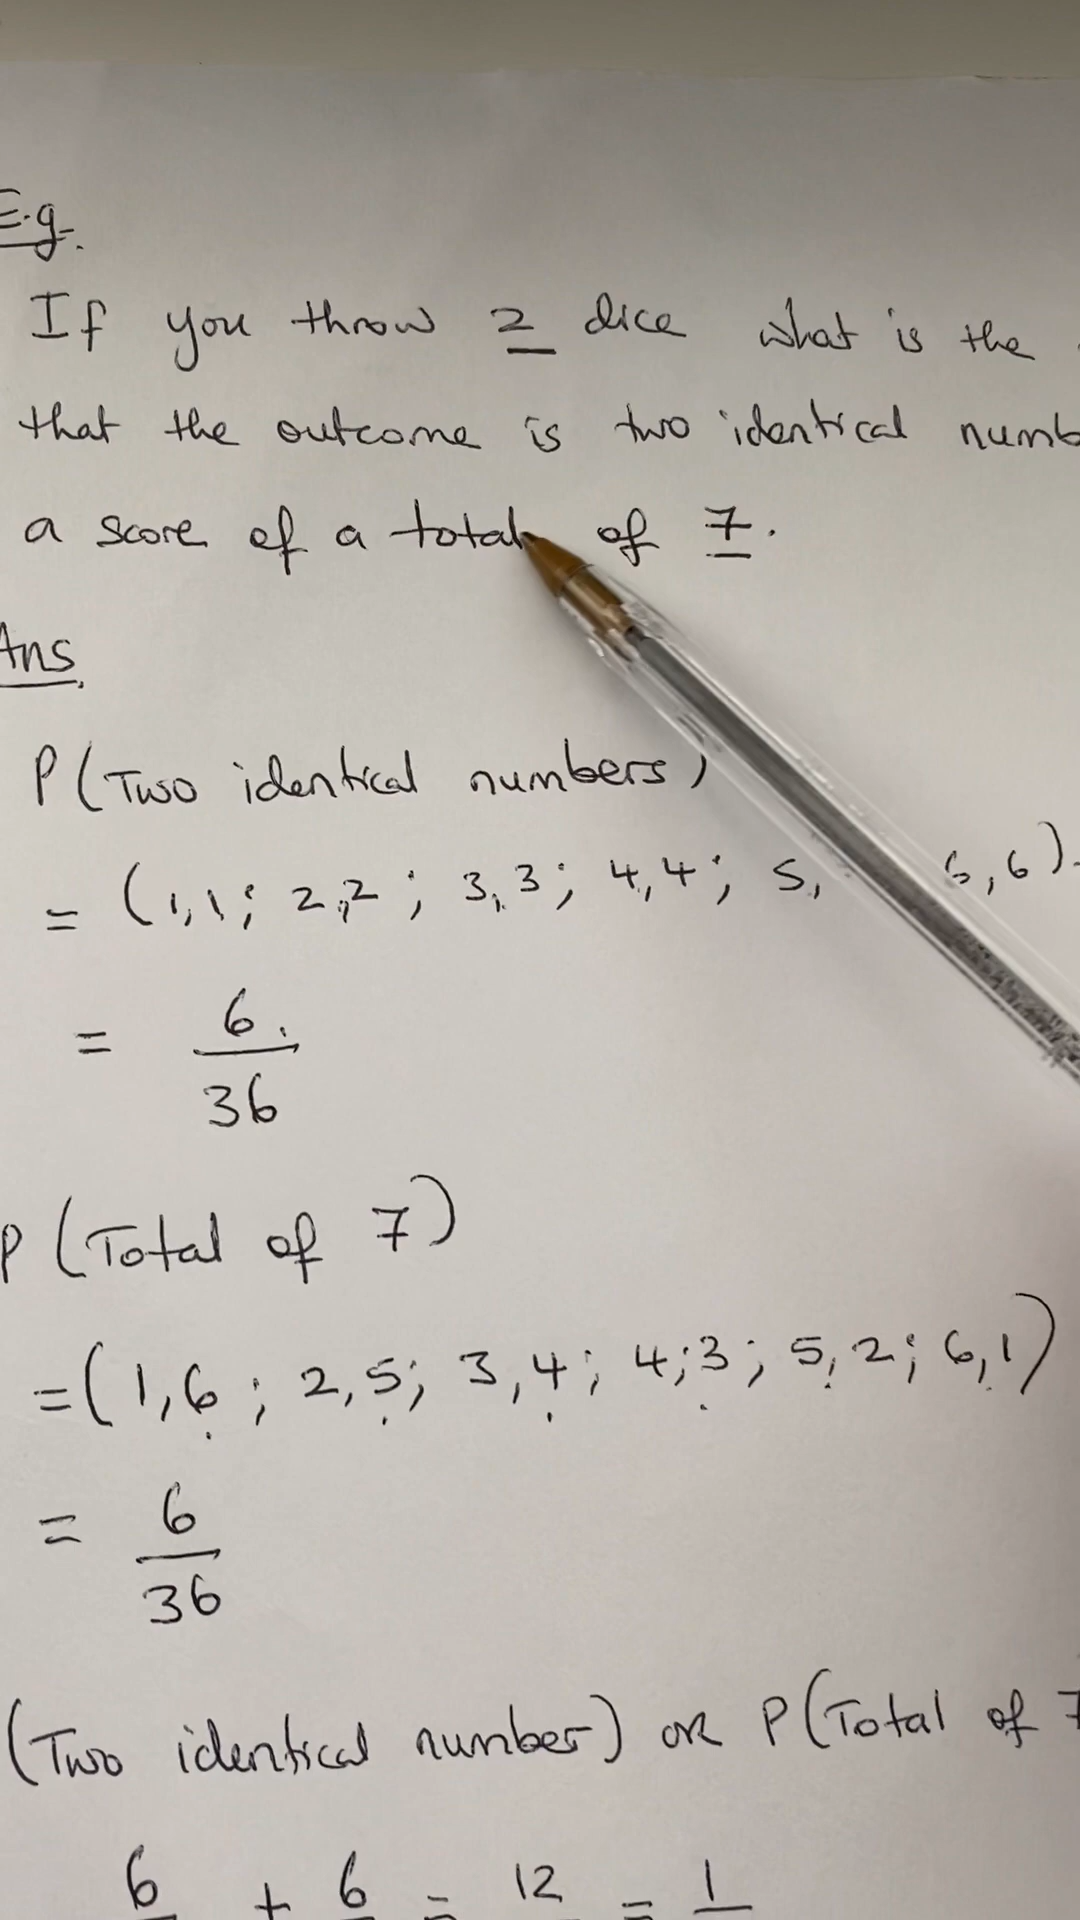 E.g.
If you throw 2 dice what is the
that the outcome is two identical numb
a score of a total of 7.
Ans
P (Two identical numbers)
= (1,1; 2,2; 3,3; 4,4; 5, 6,6)
= 6
36
P (Total of 7)
= (1,6; 2,5; 3,4; 4;3; 5,2; 6,1)
= 6
36
(Two identical number) or P (Total of 7
6 + 6 = 12 = 1